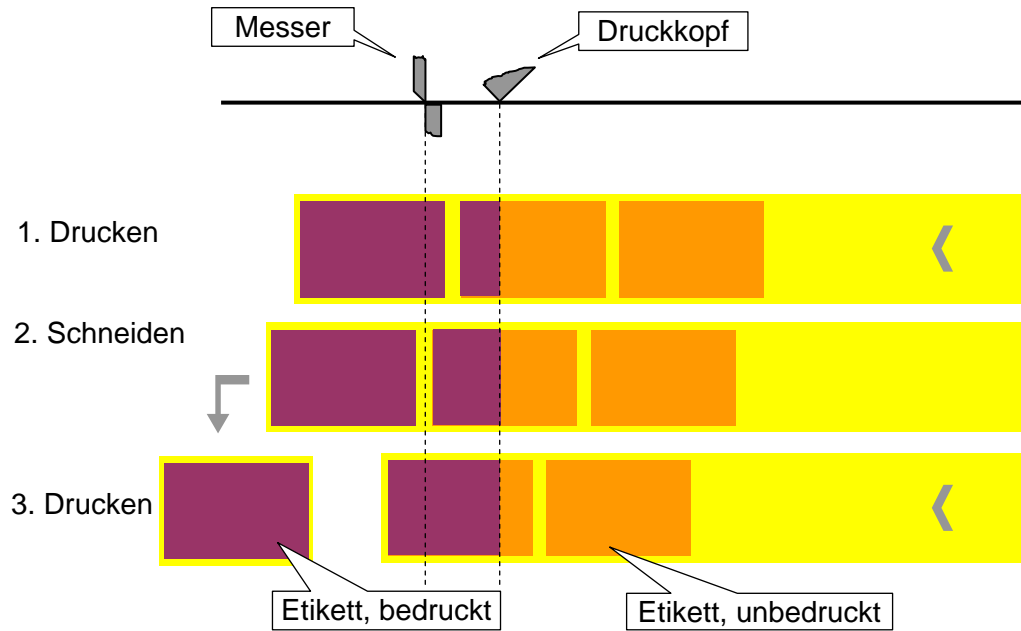 Messer
Druckkopf
1. Drucken
2. Schneiden
3. Drucken
Etikett, bedruckt
Etikett, unbedruckt